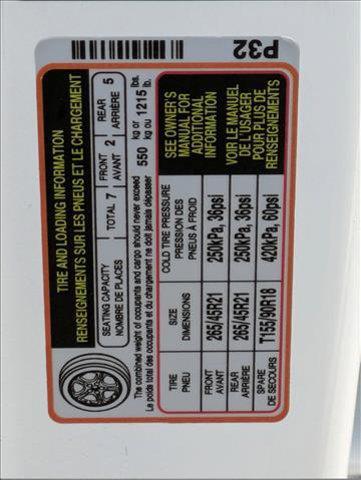 TIRE AND LOADING INFORMATION
RENSEIGNEMENTS SUR LES PNEUS ET LE CHARGEMENT
SEATING CAPACITY
NOMBRE DE PLACES
TOTAL 7
FRONT
AVANT 2
REAR
ARRIÈRE 5
The combined weight of occupants and cargo should never exceed
Le poids total des occupants et du chargement ne doit jamais dépasser
550 kg or
kg ou 1215 lbs.
lb.
TIRE
PNEU
SIZE
DIMENSIONS
COLD TIRE PRESSURE
PRESSION DES
PNEUS À FROID
FRONT
AVANT
265/45R21
250kPa, 36psi
REAR
ARRIÈRE
265/45R21
250kPa, 36psi
SPARE
DE SECOURS
T155/90R18
420kPa, 60psi
SEE OWNER'S
MANUAL FOR
ADDITIONAL
INFORMATION
VOIR LE MANUEL
DE L'USAGER
POUR PLUS DE
RENSEIGNEMENTS
P32